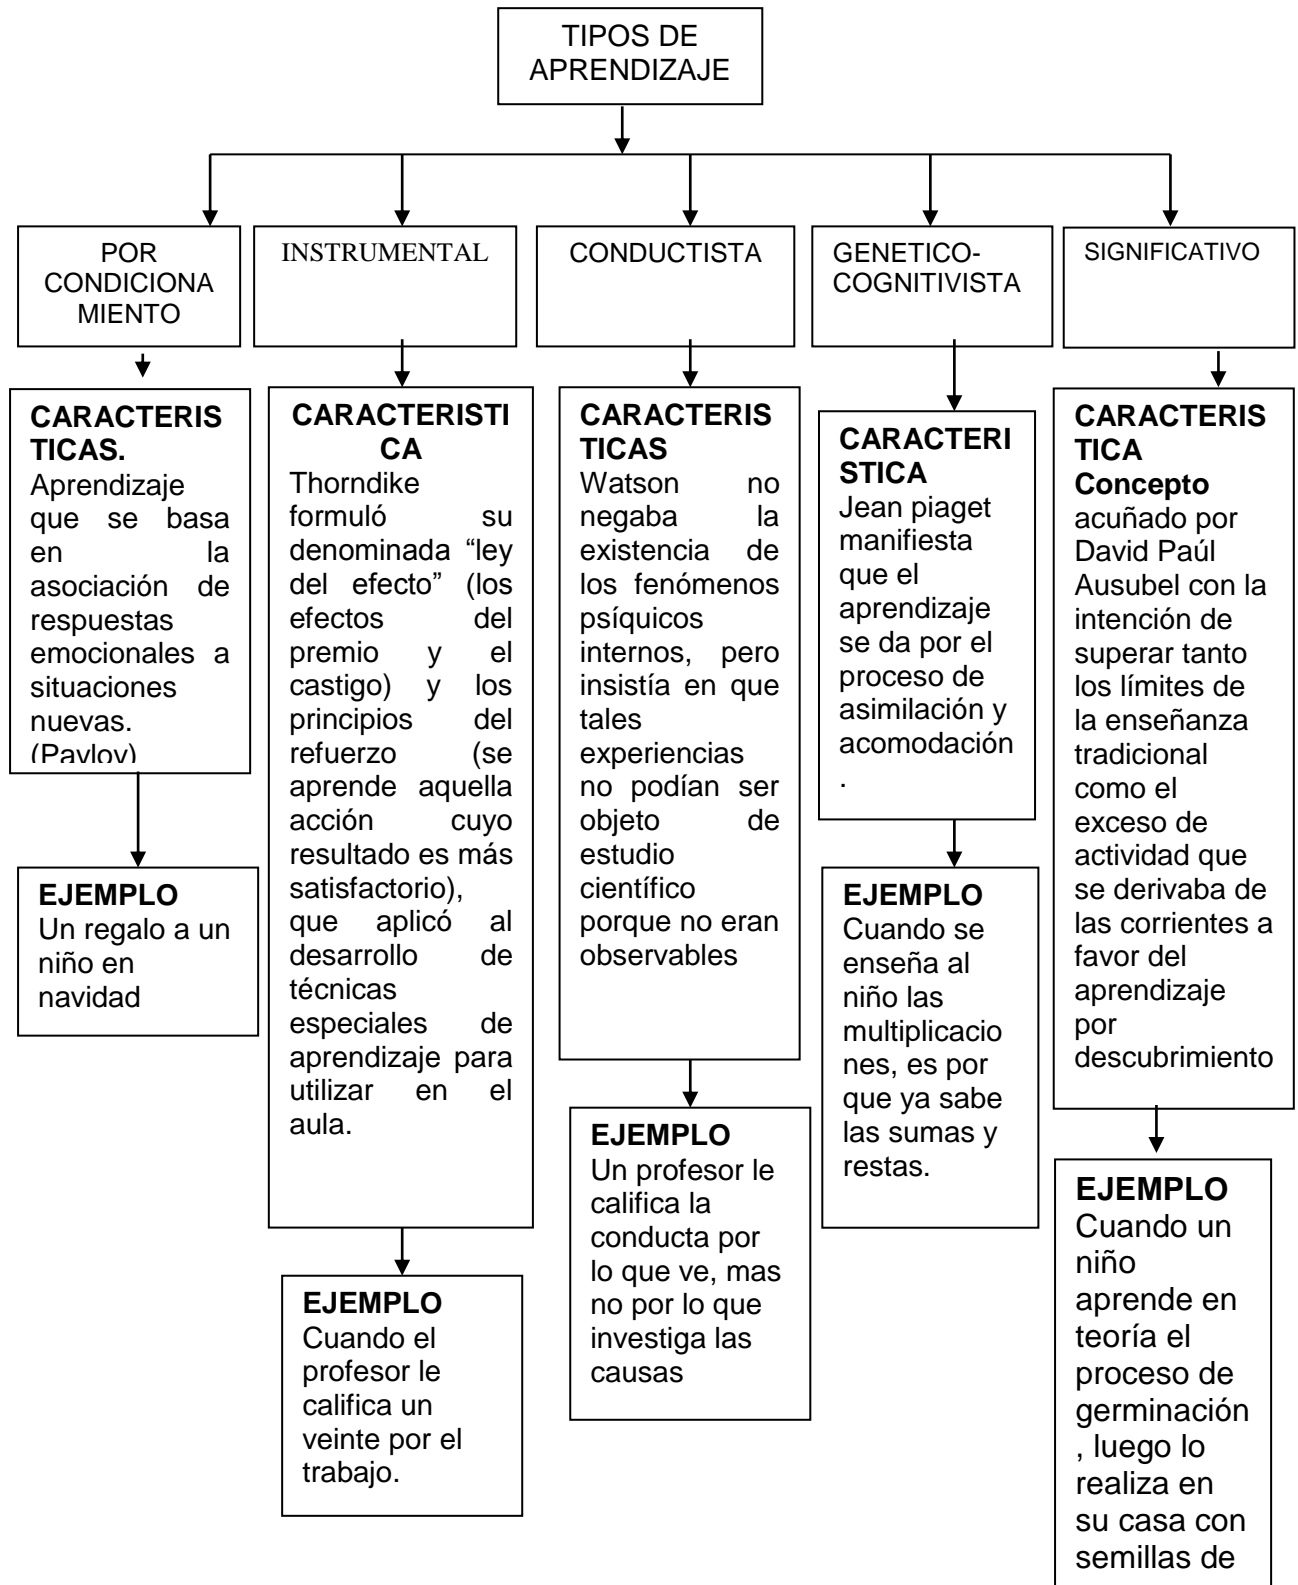 TIPOS DE
APRENDIZAJE
POR
CONDICIONA
MIENTO
INSTRUMENTAL
CONDUCTISTA
GENETICO-
COGNITIVISTA
SIGNIFICATIVO
CARACTERIS
TICAS.
Aprendizaje
que se basa
en la
asociación de
respuestas
emocionales a
situaciones
nuevas.
(Pavlov)
EJEMPLO
Un regalo a un
niño en
navidad
CARACTERISTI
CA
Thorndike
formuló su
denominada “ley
del efecto” (los
efectos del
premio y el
castigo) y los
principios del
refuerzo (se
aprende aquella
acción cuyo
resultado es más
satisfactorio),
que aplicó al
desarrollo de
técnicas
especiales de
aprendizaje para
utilizar en el
aula.
EJEMPLO
Cuando el
profesor le
califica un
veinte por el
trabajo.
CARACTERIS
TICAS
Watson no
negaba la
existencia de
los fenómenos
psíquicos
internos, pero
insistía en que
tales
experiencias
no podían ser
objeto de
estudio
científico
porque no eran
observables
EJEMPLO
Un profesor le
califica la
conducta por
lo que ve, mas
no por lo que
investiga las
causas
CARACTERI
STICA
Jean piaget
manifiesta
que el
aprendizaje
se da por el
proceso de
asimilación y
acomodación
.
EJEMPLO
Cuando se
enseña al
niño las
multiplicacio
nes, es por
que ya sabe
las sumas y
restas.
CARACTERIS
TICA
Concepto
acuñado por
David Paúl
Ausubel con la
intención de
superar tanto
los límites de
la enseñanza
tradicional
como el
exceso de
actividad que
se derivaba de
las corrientes a
favor del
aprendizaje
por
descubrimiento
EJEMPLO
Cuando un
niño
aprende en
teoría el
proceso de
germinación
, luego lo
realiza en
su casa con
semillas de